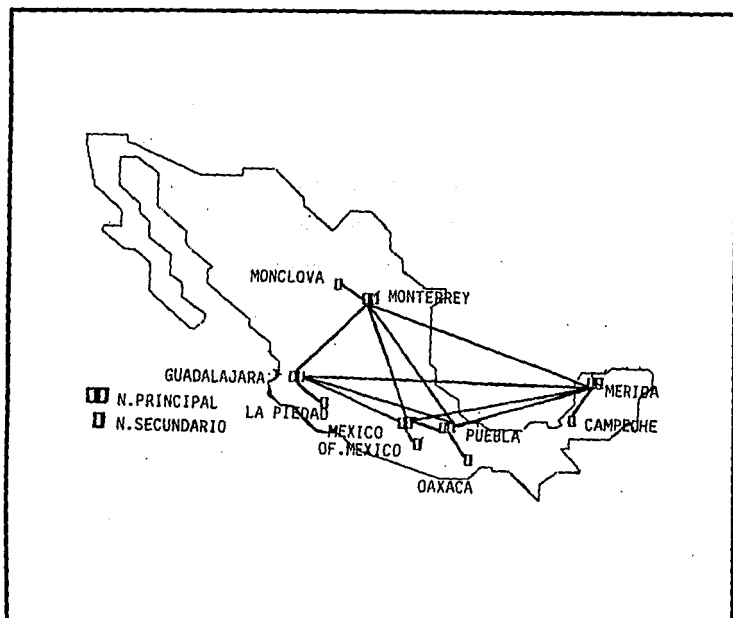 MONCLOVA
MONTERREY
GUADALAJARA
MERIDA
N.PRINCIPAL
LA PIEDAD
N.SECUNDARIO
MEXICO
PUEBLA
CAMPECHE
OF.MEXICO
OAXACA